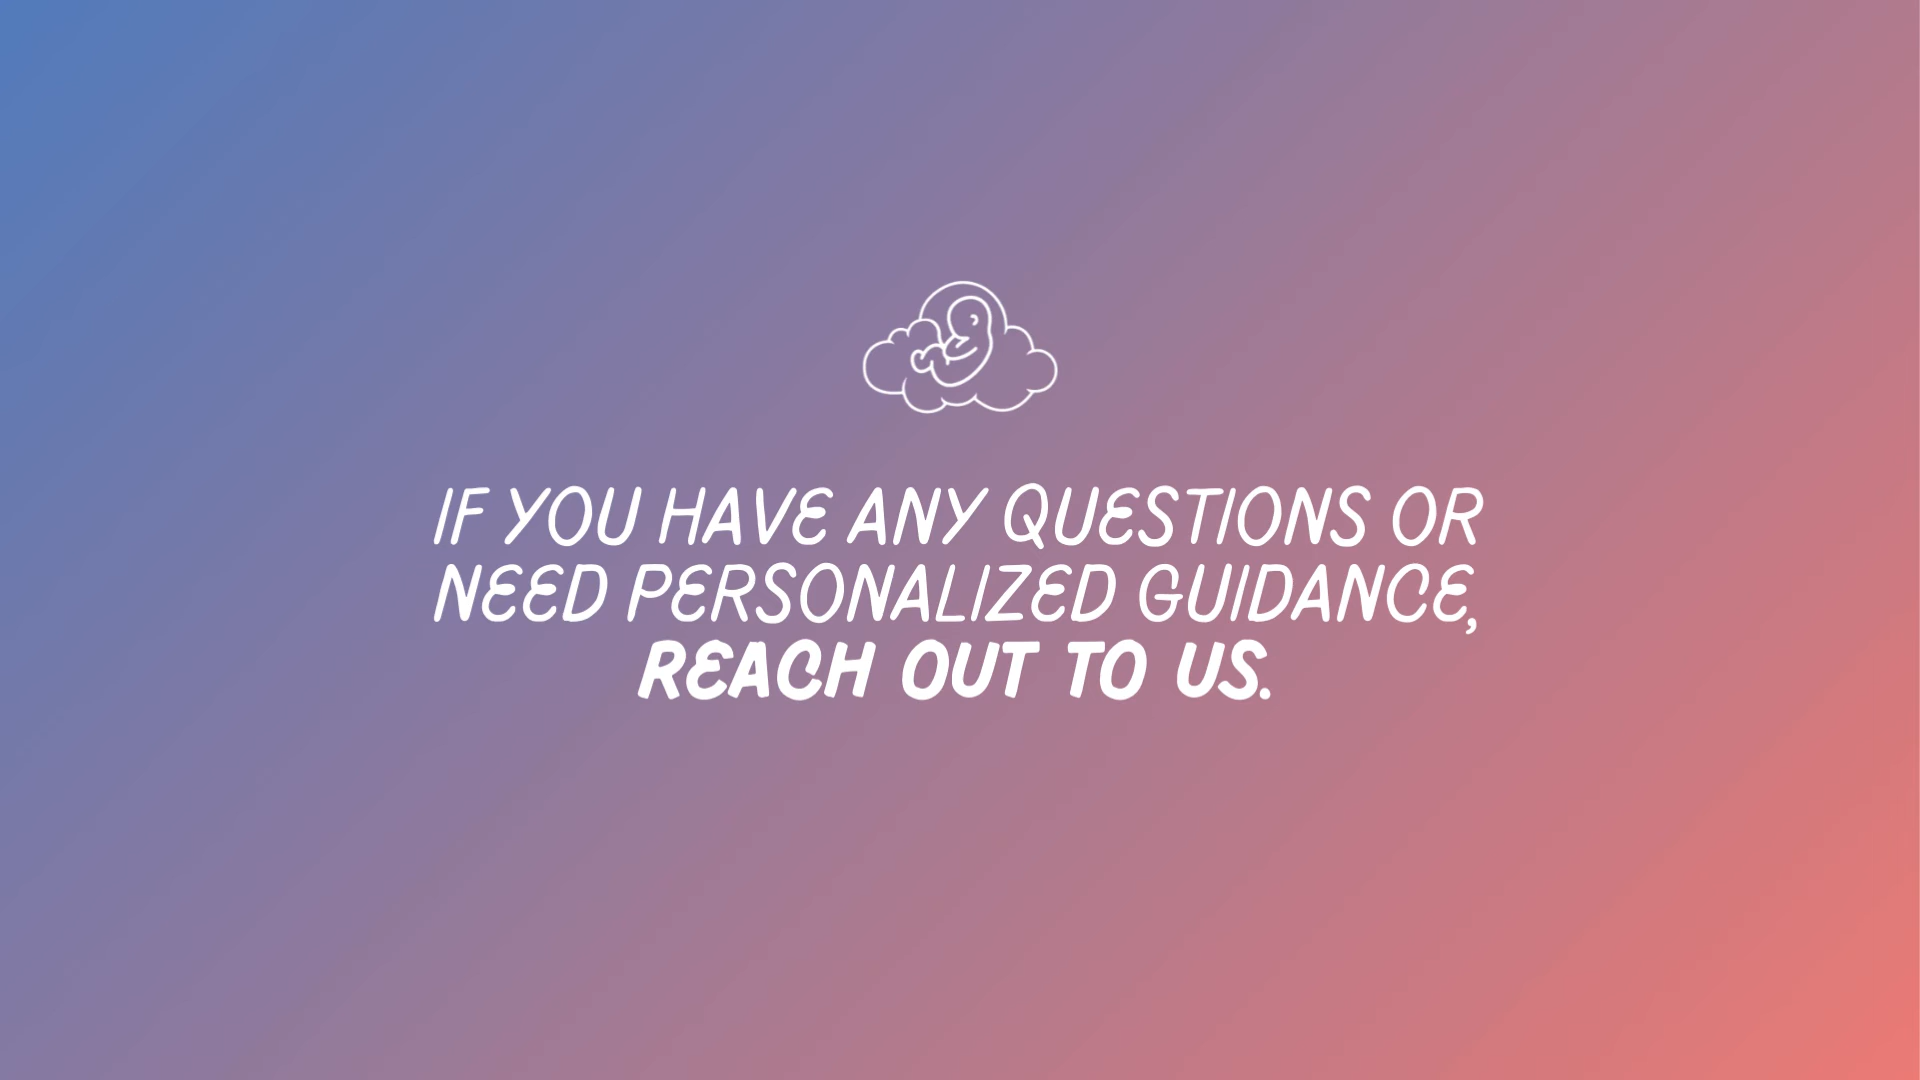 IF YOU HAVE ANY QUESTIONS OR
NEED PERSONALIZED GUIDANCE,
REACH OUT TO US.